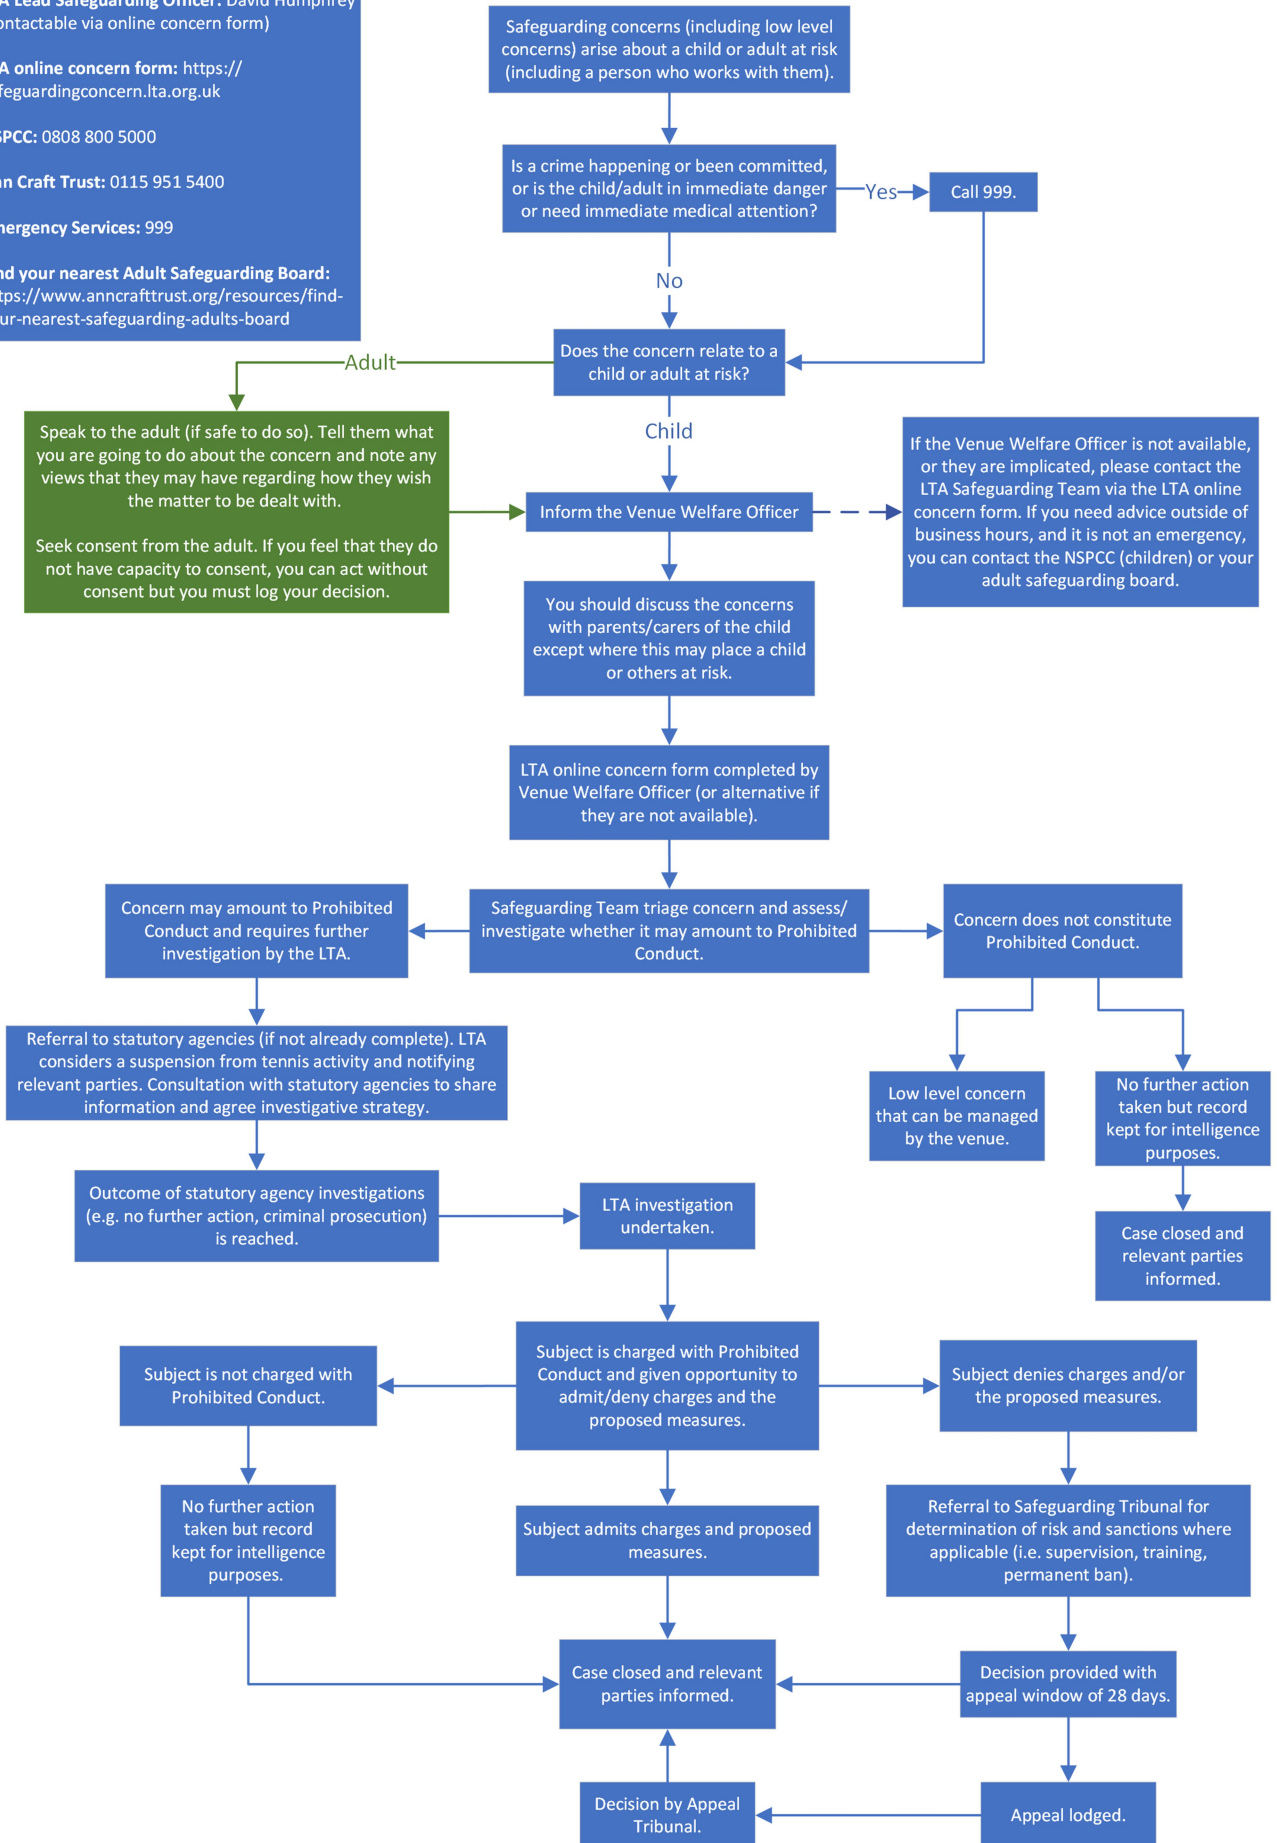 A Lead Safeguarding Officer: David Humphrey
ontactable via online concern form)
A online concern form: https://
feguardingconcern.lta.org.uk
SPCC: 0808 800 5000
nn Craft Trust: 0115 951 5400
mergency Services: 999
nd your nearest Adult Safeguarding Board:
tps://www.anncrafttrust.org/resources/find-
ur-nearest-safeguarding-adults-board
Safeguarding concerns (including low level
concerns) arise about a child or adult at risk
(including a person who works with them).
Is a crime happening or been committed,
or is the child/adult in immediate danger
or need immediate medical attention?
Yes
Call 999.
No
Does the concern relate to a
child or adult at risk?
Adult
Child
Speak to the adult (if safe to do so). Tell them what
you are going to do about the concern and note any
views that they may have regarding how they wish
the matter to be dealt with.
Seek consent from the adult. If you feel that they do
not have capacity to consent, you can act without
consent but you must log your decision.
Inform the Venue Welfare Officer
If the Venue Welfare Officer is not available,
or they are implicated, please contact the
LTA Safeguarding Team via the LTA online
concern form. If you need advice outside of
business hours, and it is not an emergency,
you can contact the NSPCC (children) or your
adult safeguarding board.
You should discuss the concerns
with parents/carers of the child
except where this may place a child
or others at risk.
LTA online concern form completed by
Venue Welfare Officer (or alternative if
they are not available).
Safeguarding Team triage concern and assess/
investigate whether it may amount to Prohibited
Conduct.
Concern may amount to Prohibited
Conduct and requires further
investigation by the LTA.
Concern does not constitute
Prohibited Conduct.
Referral to statutory agencies (if not already complete). LTA
considers a suspension from tennis activity and notifying
relevant parties. Consultation with statutory agencies to share
information and agree investigative strategy.
Low level concern
that can be managed
by the venue.
No further action
taken but record
kept for intelligence
purposes.
Outcome of statutory agency investigations
(e.g. no further action, criminal prosecution)
is reached.
LTA investigation
undertaken.
Case closed and
relevant parties
informed.
Subject is not charged with
Prohibited Conduct.
Subject is charged with Prohibited
Conduct and given opportunity to
admit/deny charges and the
proposed measures.
Subject denies charges and/or
the proposed measures.
No further action
taken but record
kept for intelligence
purposes.
Subject admits charges and proposed
measures.
Referral to Safeguarding Tribunal for
determination of risk and sanctions where
applicable (i.e. supervision, training,
permanent ban).
Case closed and relevant
parties informed.
Decision provided with
appeal window of 28 days.
Decision by Appeal
Tribunal.
Appeal lodged.